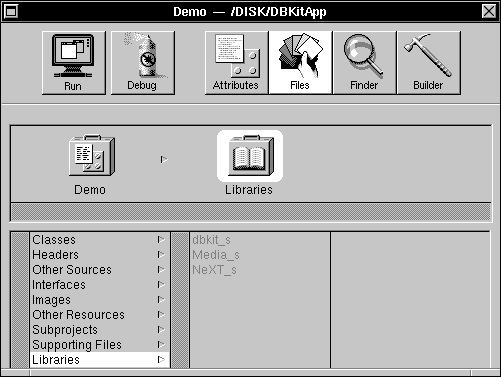 Demo — /DISK/DBKitApp
Run Debug Attributes Files Finder Builder
Demo Libraries
Classes dbkit_s
Headers Media_s
Other Sources NeXT_s
Interfaces
Images
Other Resources
Subprojects
Supporting Files
Libraries